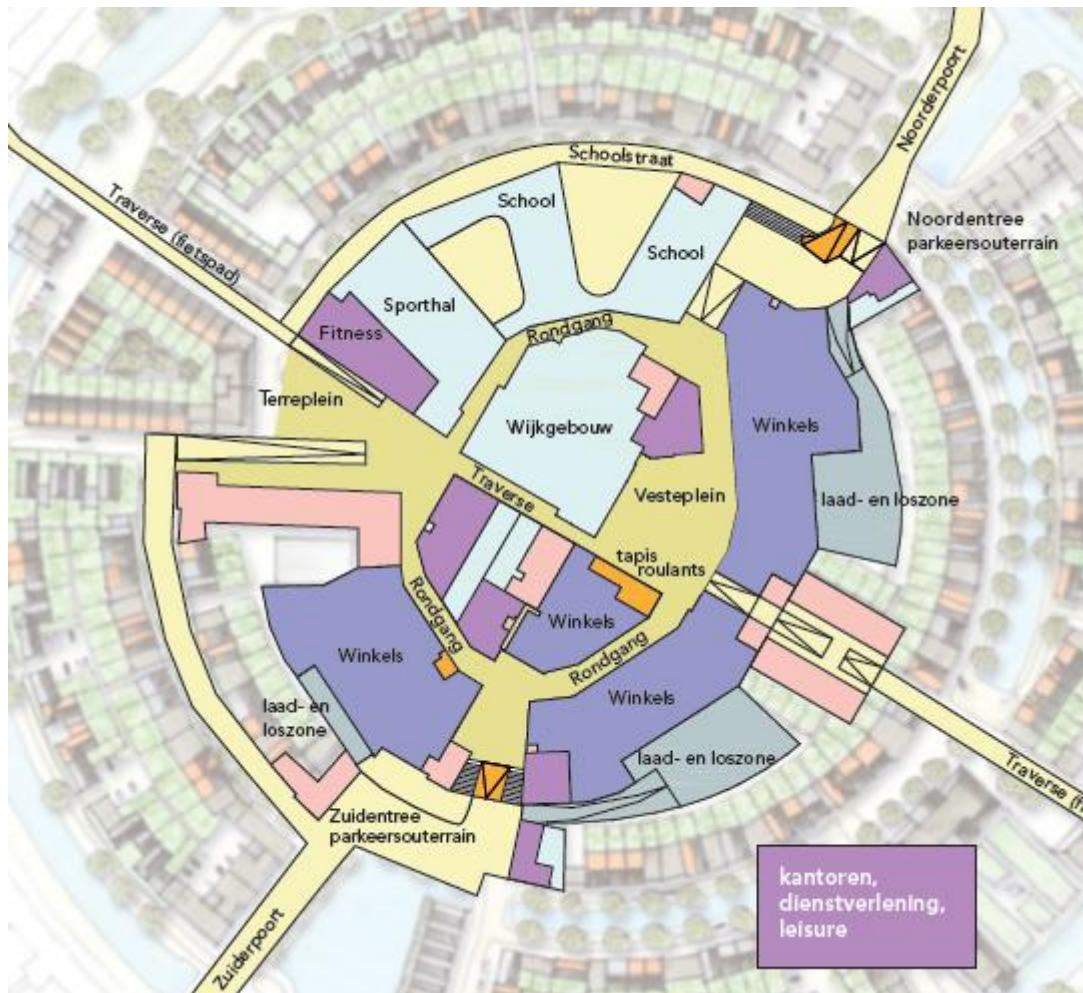 Noorderpoort
Schoolstraat
School
Traverse (fietspad)
Noordentree
parkeersouterrain
School
Sporthal
Fitness
Rondgang
Terreplein
Wijkgebouw
Winkels
Traverse
Vesteplein
laad- en loszone
tapis
roulants
Rondgang
Winkels
Winkels
Rondgang
Winkels
laad- en
loszone
laad- en loszone
Traverse (fi
Zuidentree
parkeersouterrain
Zuiderpoort
kantoren,
dienstverlening,
leisure